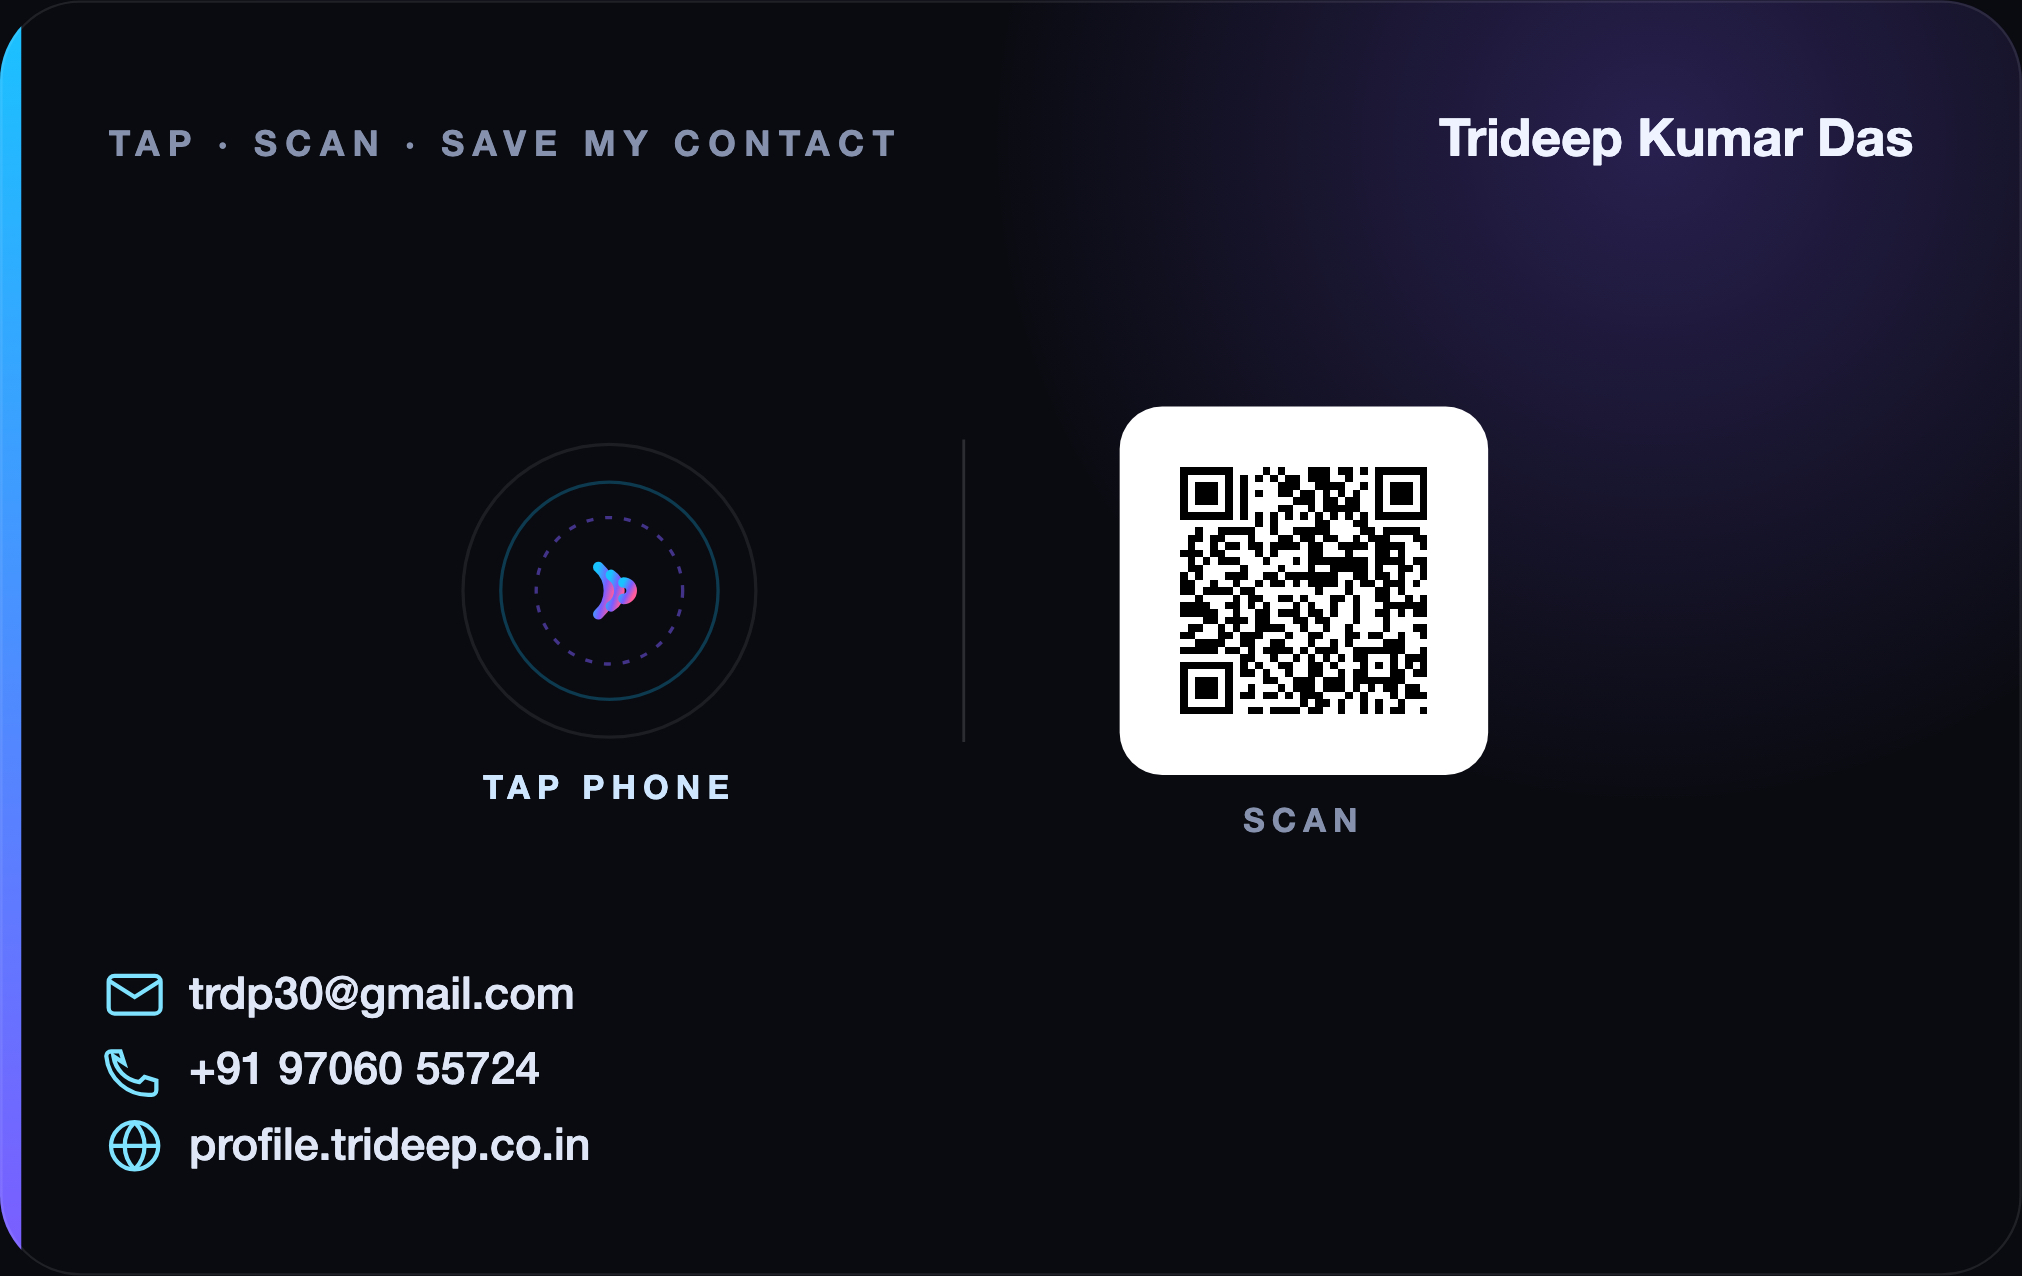 TAP · SCAN · SAVE MY CONTACT
Trideep Kumar Das
TAP PHONE
SCAN
trdp30@gmail.com
+91 97060 55724
profile.trideep.co.in